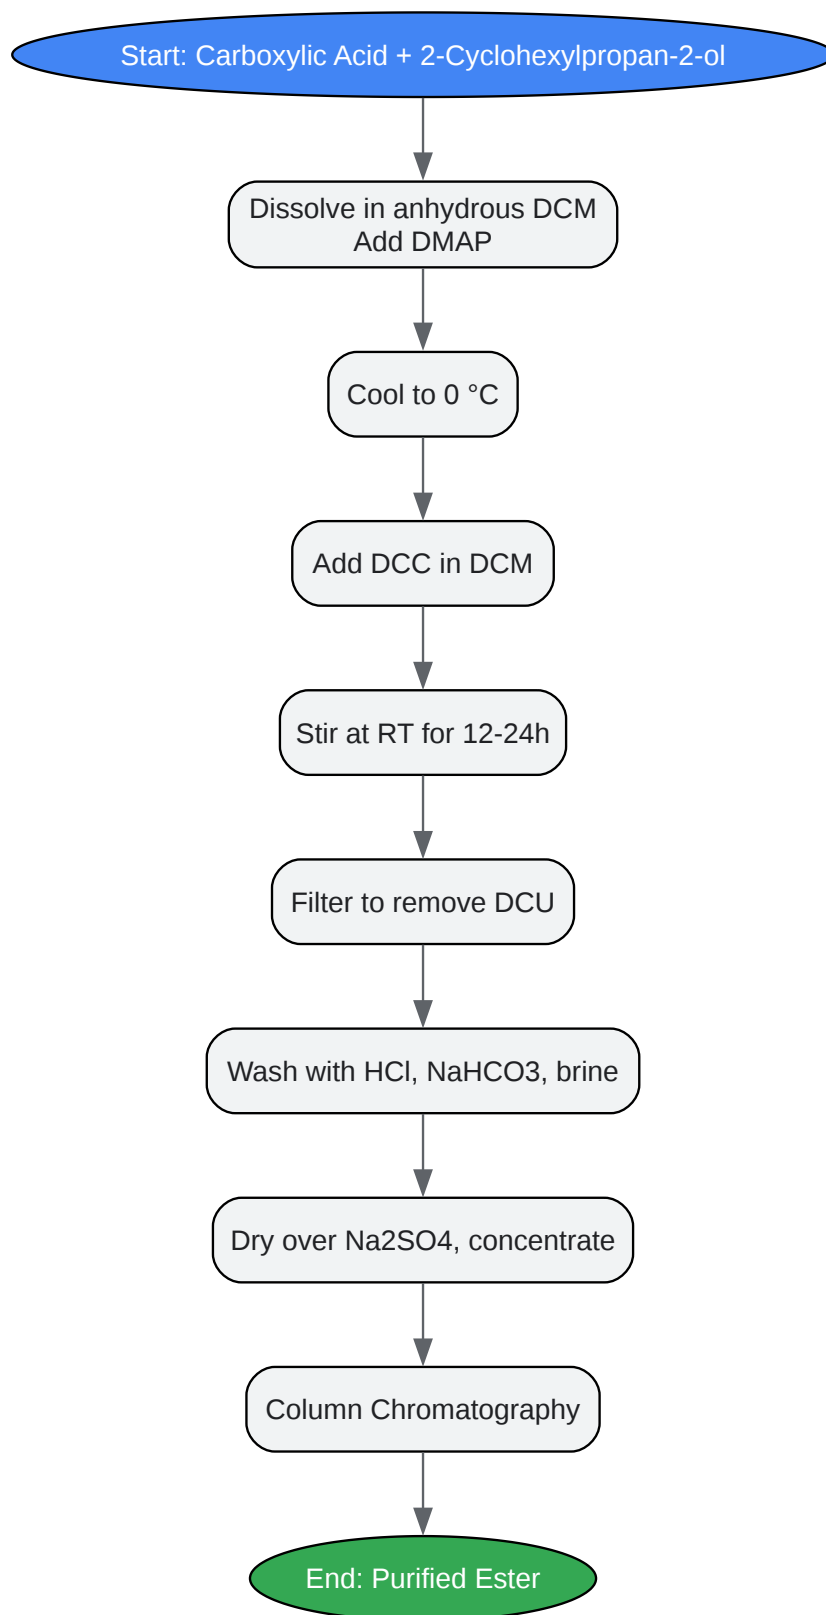 Start: Carboxylic Acid + 2-Cyclohexylpropan-2-ol
Dissolve in anhydrous DCM
Add DMAP
Cool to 0 °C
Add DCC in DCM
Stir at RT for 12-24h
Filter to remove DCU
Wash with HCl, NaHCO3, brine
Dry over Na2SO4, concentrate
Column Chromatography
End: Purified Ester